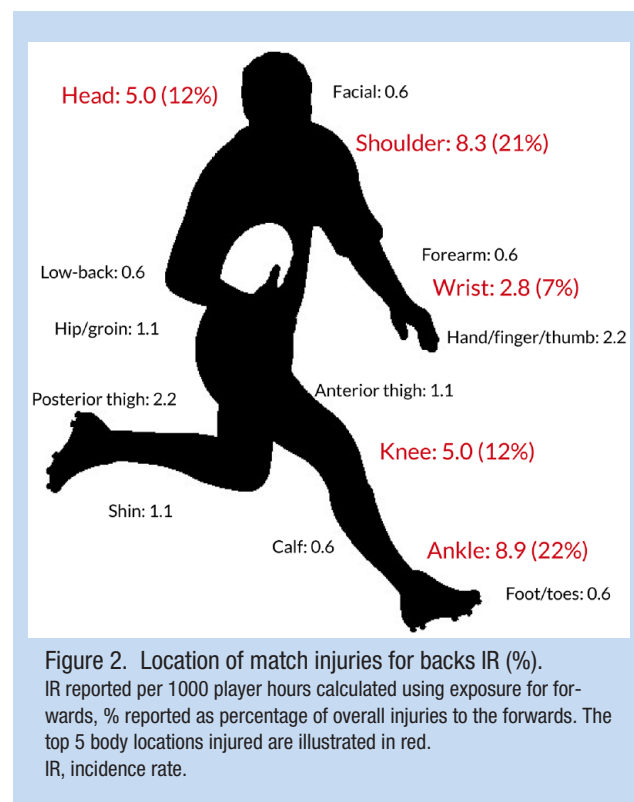 Head: 5.0 (12%)
Facial: 0.6
Shoulder: 8.3 (21%)
Forearm: 0.6
Low-back: 0.6
Wrist: 2.8 (7%)
Hip/groin: 1.1
Hand/finger/thumb: 2.2
Anterior thigh: 1.1
Posterior thigh: 2.2
Knee: 5.0 (12%)
Shin: 1.1
Calf: 0.6
Ankle: 8.9 (22%)
Foot/toes: 0.6
Figure 2. Location of match injuries for backs IR (%).
IR reported per 1000 player hours calculated using exposure for for-
wards, % reported as percentage of overall injuries to the forwards. The
top 5 body locations injured are illustrated in red.
IR, incidence rate.